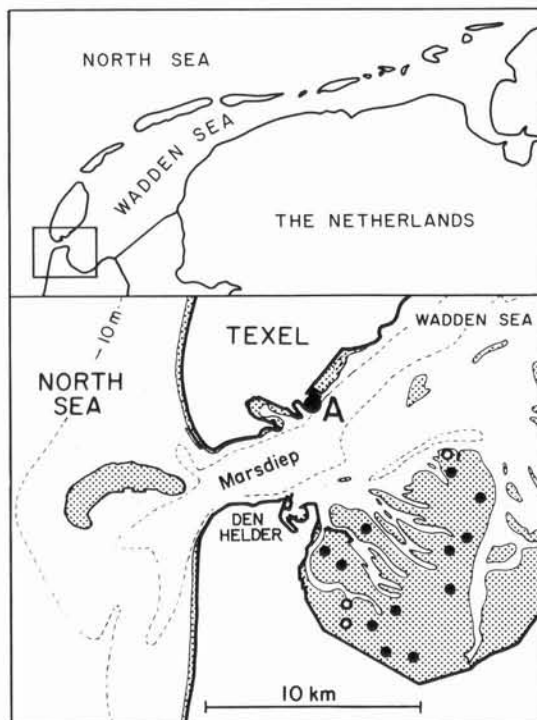 NORTH SEA
WADDEN SEA
THE NETHERLANDS
10m
TEXEL
WADDEN SEA
NORTH
SEA
A
Marsdiep
DEN
HELDER
10 km